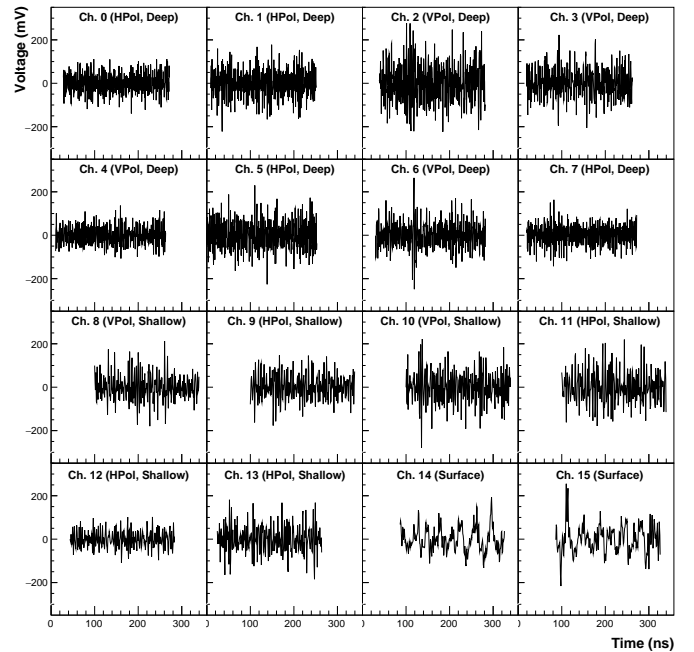 Voltage (mV)
Ch. 0 (HPol, Deep) Ch. 1 (HPol, Deep) Ch. 2 (VPol, Deep) Ch. 3 (VPol, Deep)
200
0
−200
Ch. 4 (VPol, Deep) Ch. 5 (HPol, Deep) Ch. 6 (VPol, Deep) Ch. 7 (HPol, Deep)
200
0
−200
Ch. 8 (VPol, Shallow) Ch. 9 (HPol, Shallow) Ch. 10 (VPol, Shallow) Ch. 11 (HPol, Shallow)
200
0
−200
Ch. 12 (HPol, Shallow) Ch. 13 (HPol, Shallow) Ch. 14 (Surface) Ch. 15 (Surface)
200
0
−200
0 100 200 300 0 100 200 300 0 100 200 300 0 100 200 300
Time (ns)